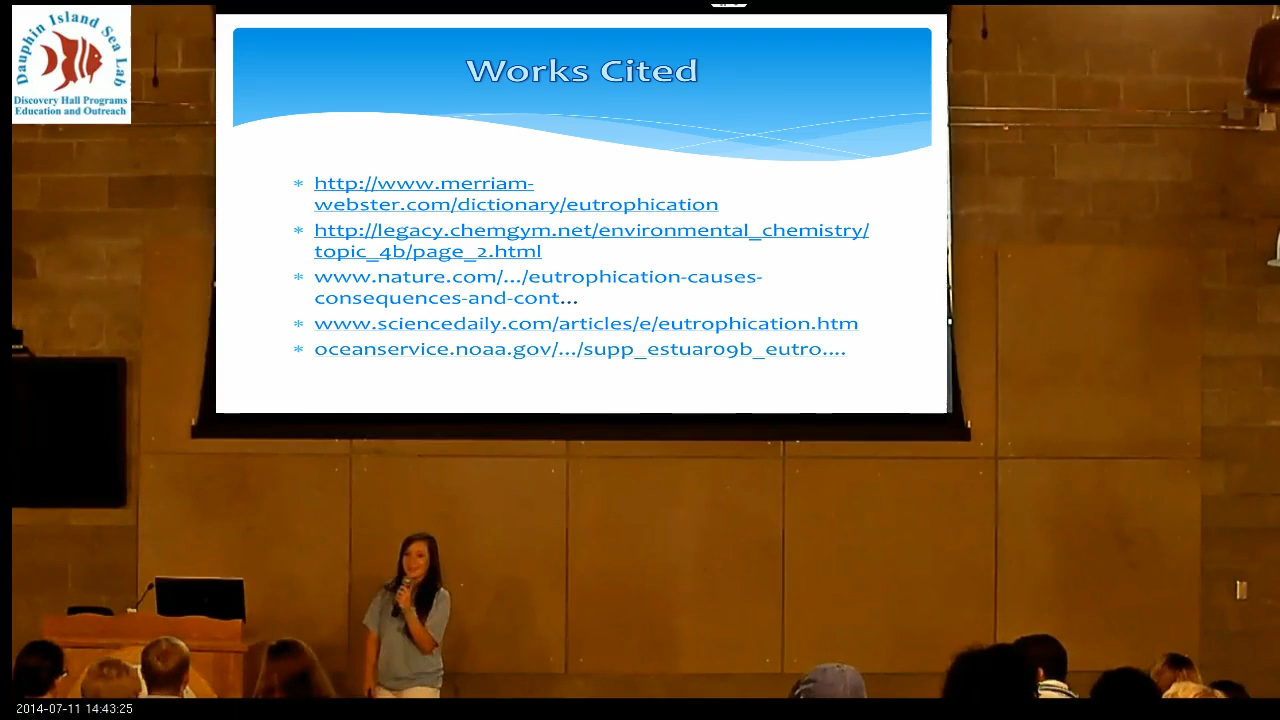 Dauphin Island Sea Lab
Discovery Hall Programs
Education and Outreach
Works Cited
http://www.merriam-
webster.com/dictionary/eutrophication
http://legacy.chemgym.net/environmental_chemistry/
topic_4b/page_2.html
www.nature.com/.../eutrophication-causes-
consequences-and-cont...
www.sciencedaily.com/articles/e/eutrophication.htm
oceanservice.noaa.gov/.../supp_estuar09b_eutro....
2014-07-11 14:43:25